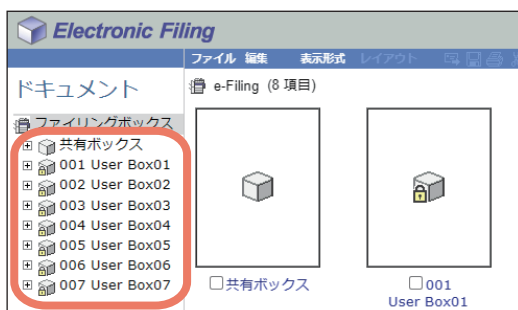 Electronic Filing
ファイル 編集 表示形式 レイアウト
ドキュメント
e-Filing (8 項目)
ファイリングボックス
共有ボックス
001 User Box01
002 User Box02
003 User Box03
004 User Box04
005 User Box05
006 User Box06
007 User Box07
共有ボックス
001
User Box01